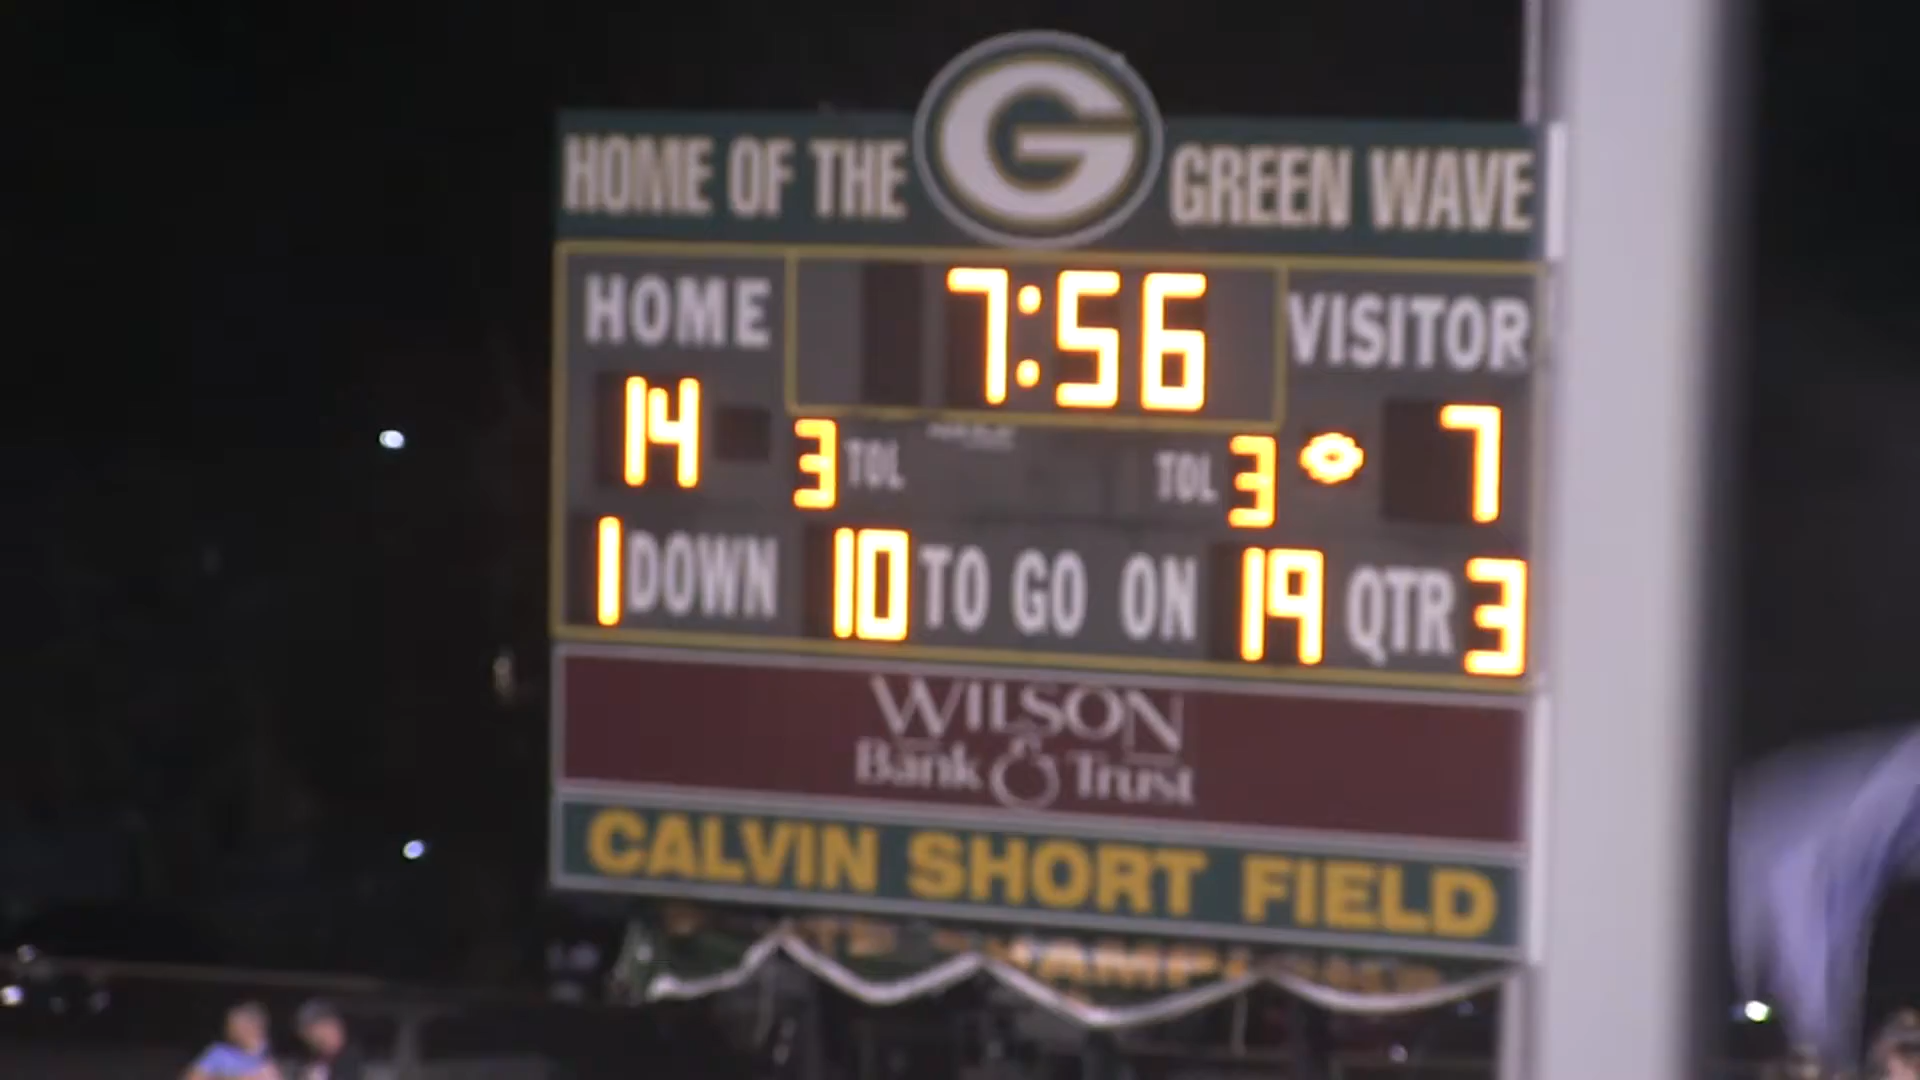 HOME OF THE G GREEN WAVE
HOME 7:56 VISITOR
14 3 TOL TOL 3 7
1 DOWN 10 TO GO ON 19 QTR 3
WILSON
Bank & Trust
CALVIN SHORT FIELD